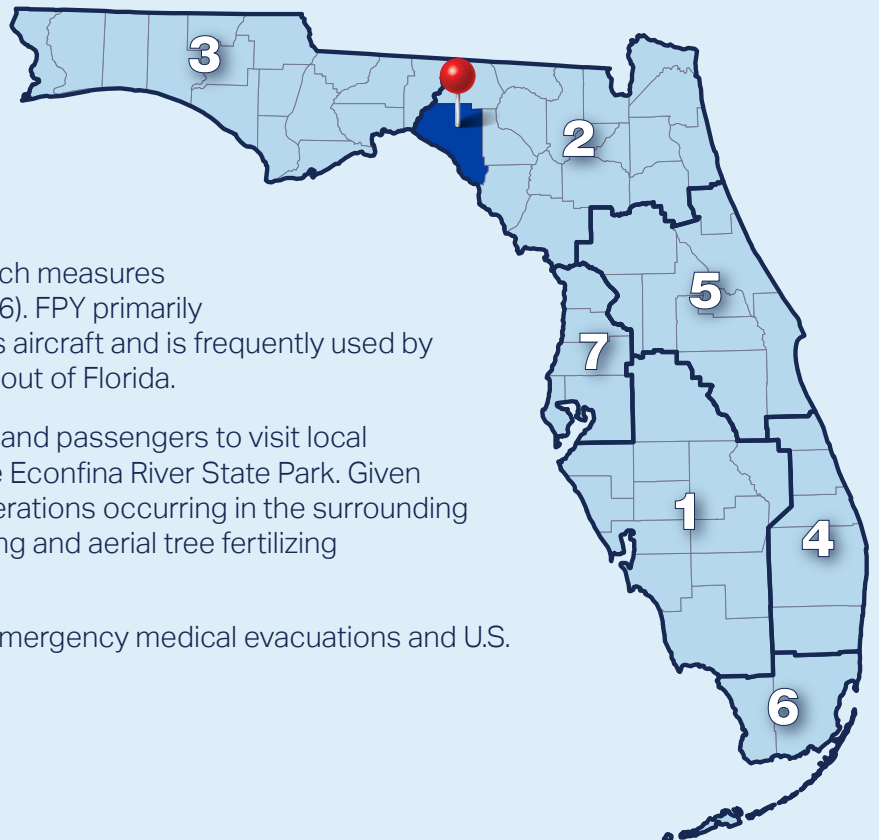 3
2
ch measures
6). FPY primarily
s aircraft and is frequently used by
out of Florida.
5
7
and passengers to visit local
e Econfina River State Park. Given
erations occurring in the surrounding
ng and aerial tree fertilizing
1
4
mergency medical evacuations and U.S.
6